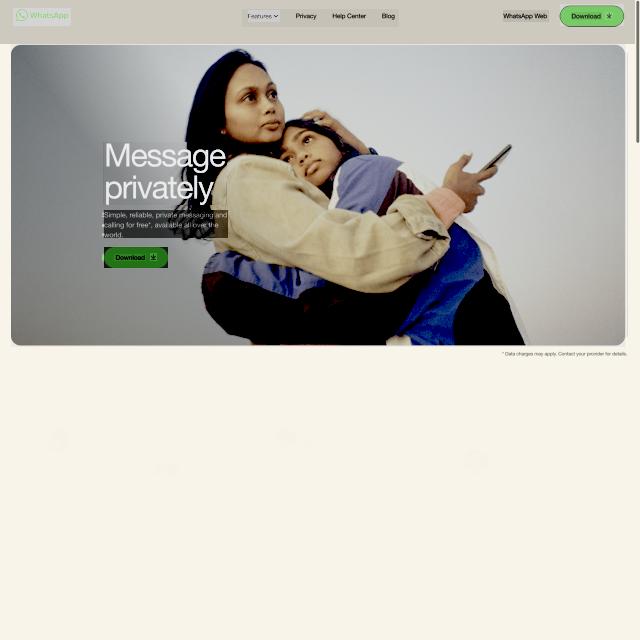 WhatsApp
Features
Privacy
Help Center
Blog
WhatsApp Web
Download
Message
privately
Simple, reliable, private messaging and
calling for free*, available all over the
world.
Download
* Data charges may apply. Contact your provider for details.